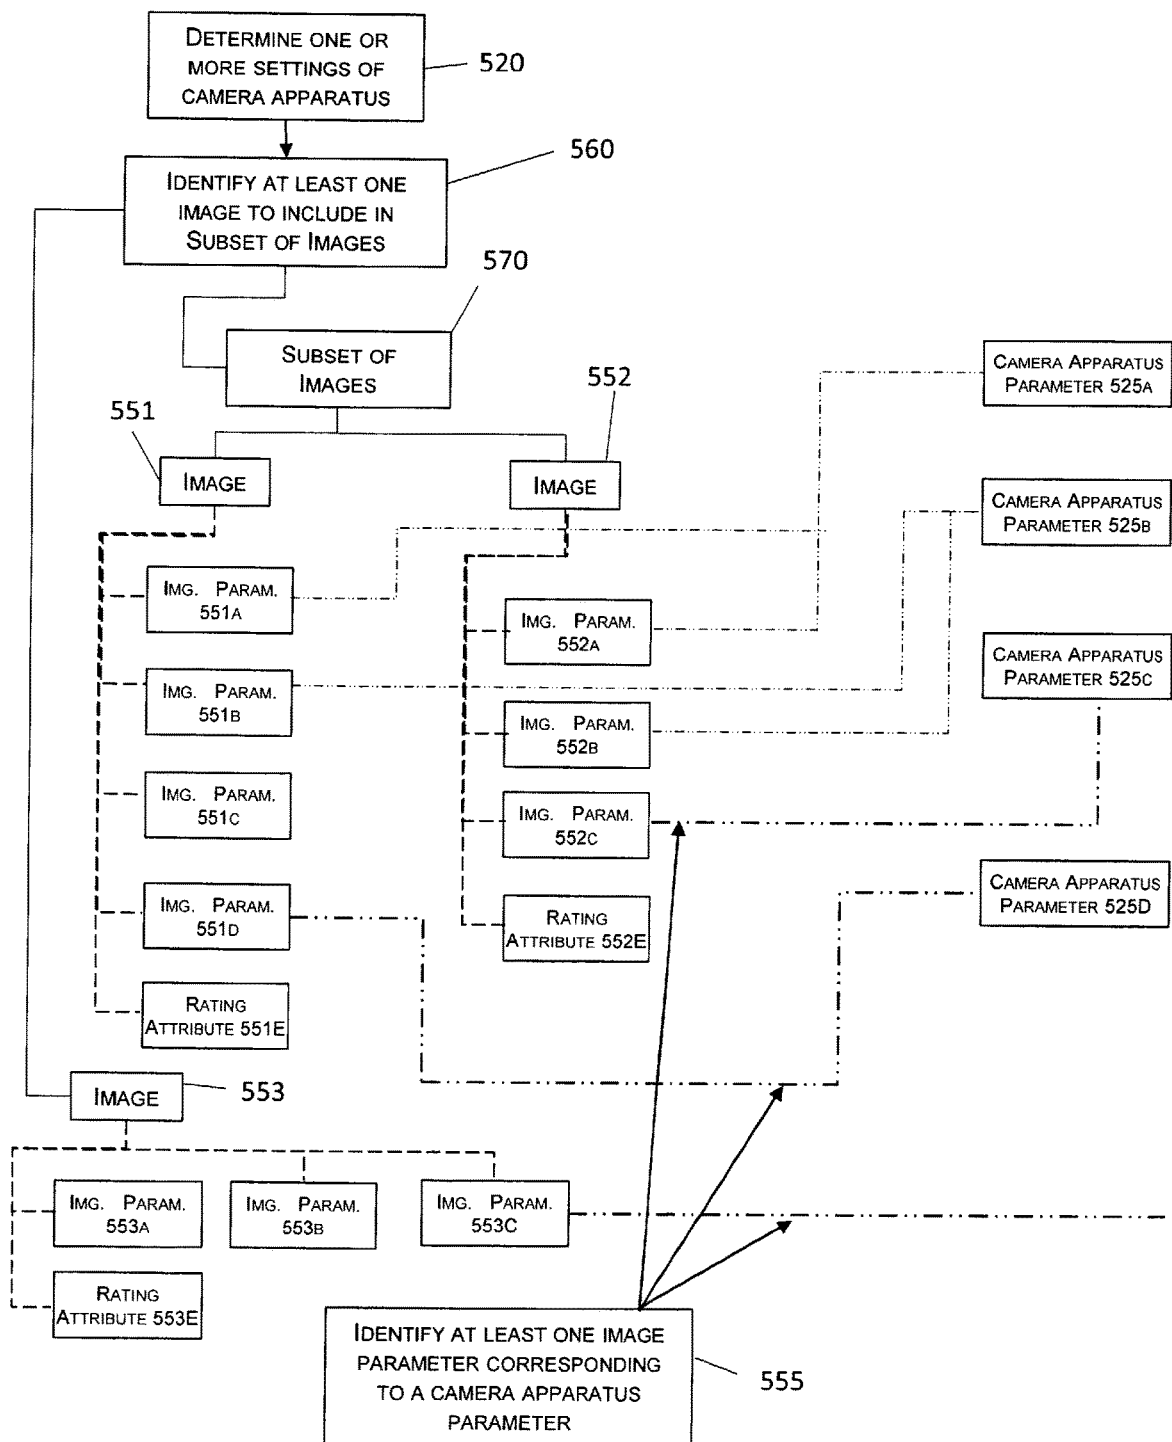 DETERMINE ONE OR
MORE SETTINGS OF
CAMERA APPARATUS
520
560
IDENTIFY AT LEAST ONE
IMAGE TO INCLUDE IN
SUBSET OF IMAGES
570
SUBSET OF
IMAGES
551
552
IMAGE
IMAGE
CAMERA APPARATUS
PARAMETER 525A
CAMERA APPARATUS
PARAMETER 525B
CAMERA APPARATUS
PARAMETER 525C
CAMERA APPARATUS
PARAMETER 525D
IMG. PARAM.
551A
IMG. PARAM.
551B
IMG. PARAM.
551C
IMG. PARAM.
551D
RATING
ATTRIBUTE 551E
IMG. PARAM.
552A
IMG. PARAM.
552B
IMG. PARAM.
552C
RATING
ATTRIBUTE 552E
IMAGE
553
IMG. PARAM.
553A
IMG. PARAM.
553B
IMG. PARAM.
553C
RATING
ATTRIBUTE 553E
IDENTIFY AT LEAST ONE IMAGE
PARAMETER CORRESPONDING
TO A CAMERA APPARATUS
PARAMETER
555